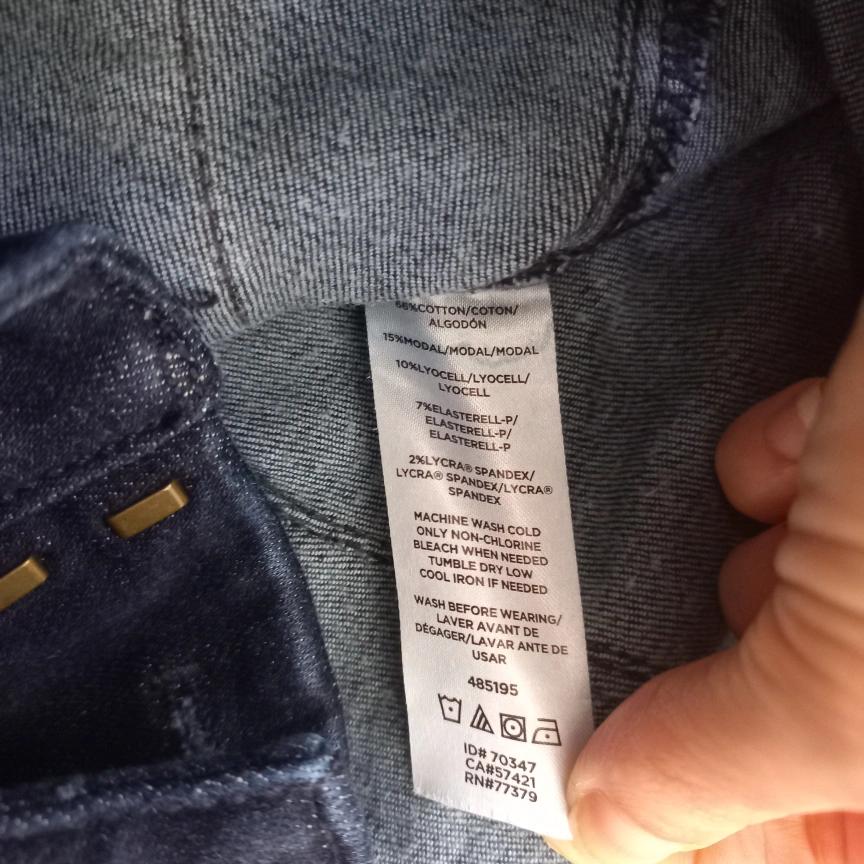 66%COTTON/COTON/
ALGODÓN
15%MODAL/MODAL/MODAL
10%LYOCELL/LYOCELL/
LYOCELL
7%ELASTERELL-P/
ELASTERELL-P/
ELASTERELL-P
2%LYCRA® SPANDEX/
LYCRA® SPANDEX/LYCRA®
SPANDEX
MACHINE WASH COLD
ONLY NON-CHLORINE
BLEACH WHEN NEEDED
TUMBLE DRY LOW
COOL IRON IF NEEDED
WASH BEFORE WEARING/
LAVER AVANT DE
DÉGAGER/LAVAR ANTE DE
USAR
485195
ID# 70347
CA#57421
RN#77379